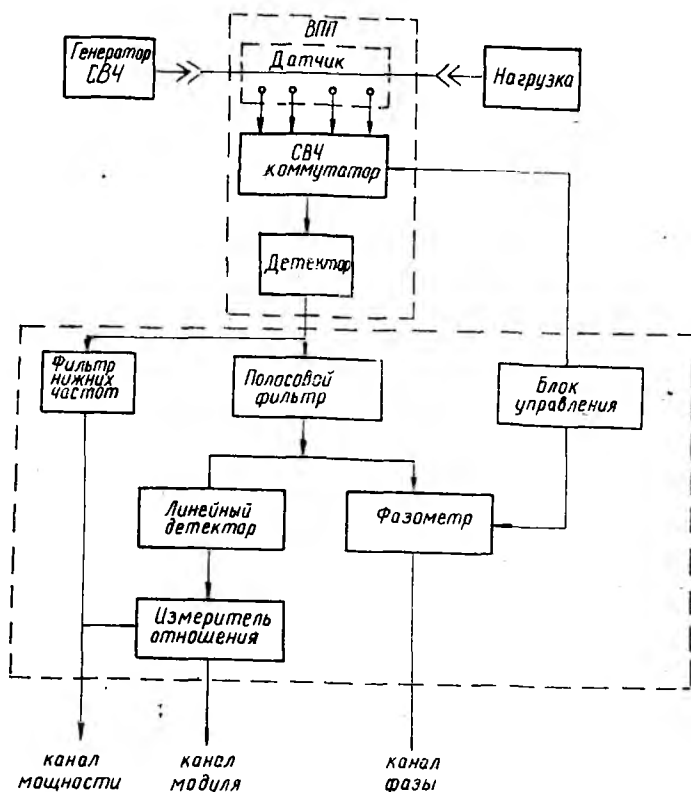 ВПП
Генератор
СВЧ
Датчик
Нагрузка
СВЧ
коммутатор
Детектор
Фильтр
нижних
частот
Полосовой
фильтр
Блок
управления
Линейный
детектор
Фазометр
Измеритель
отношения
канал
мощности
канал
модуля
канал
фазы